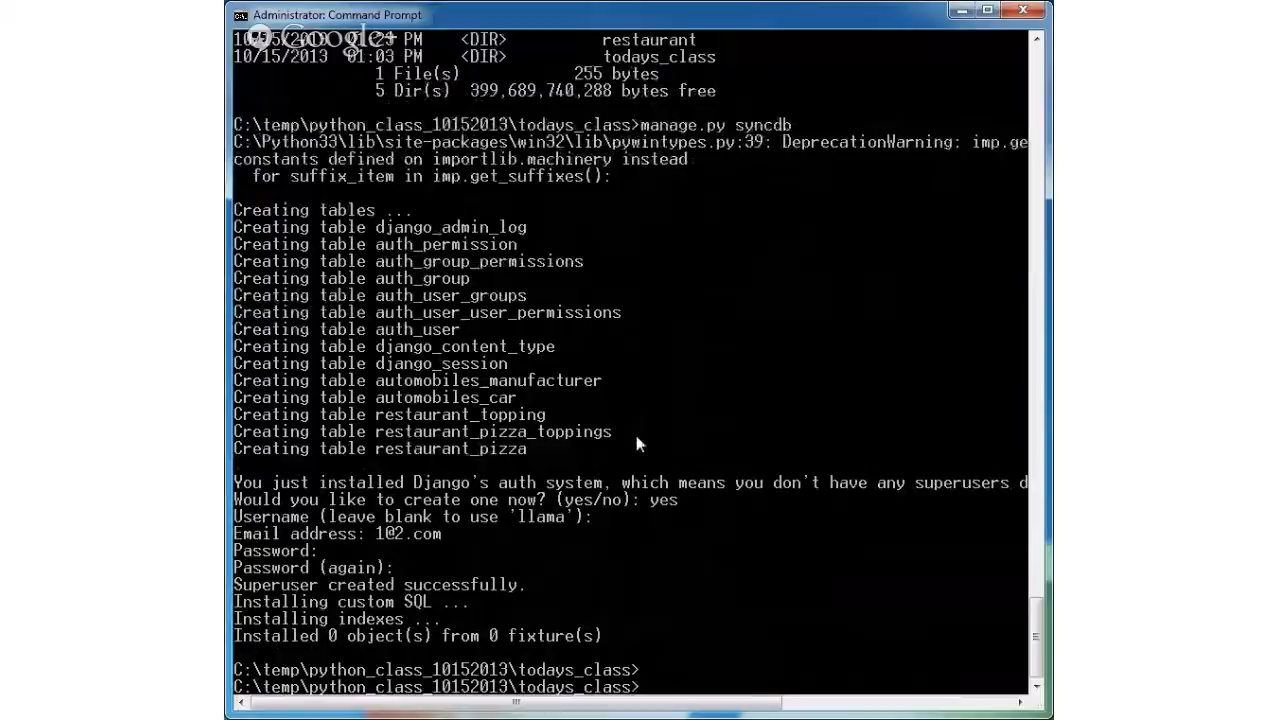 Administrator: Command Prompt
Google+
PM <DIR> restaurant
10/15/2013 01:03 PM <DIR> todays_class
1 File(s) 255 bytes
5 Dir(s) 399,689,740,288 bytes free
C:\temp\python_class_10152013\todays_class>manage.py syncdb
C:\Python33\lib\site-packages\win32\lib\pywintypes.py:39: DeprecationWarning: imp.ge
constants defined on importlib.machinery instead
for suffix_item in imp.get_suffixes():
Creating tables ...
Creating table django_admin_log
Creating table auth_permission
Creating table auth_group_permissions
Creating table auth_group
Creating table auth_user_groups
Creating table auth_user_user_permissions
Creating table auth_user
Creating table django_content_type
Creating table django_session
Creating table automobiles_manufacturer
Creating table automobiles_car
Creating table restaurant_topping
Creating table restaurant_pizza_toppings
Creating table restaurant_pizza
You just installed Django's auth system, which means you don't have any superusers d
Would you like to create one now? (yes/no): yes
Username (leave blank to use 'llama'):
Email address: 1@2.com
Password:
Password (again):
Superuser created successfully.
Installing custom SQL ...
Installing indexes ...
Installed 0 object(s) from 0 fixture(s)
C:\temp\python_class_10152013\todays_class>
C:\temp\python_class_10152013\todays_class>